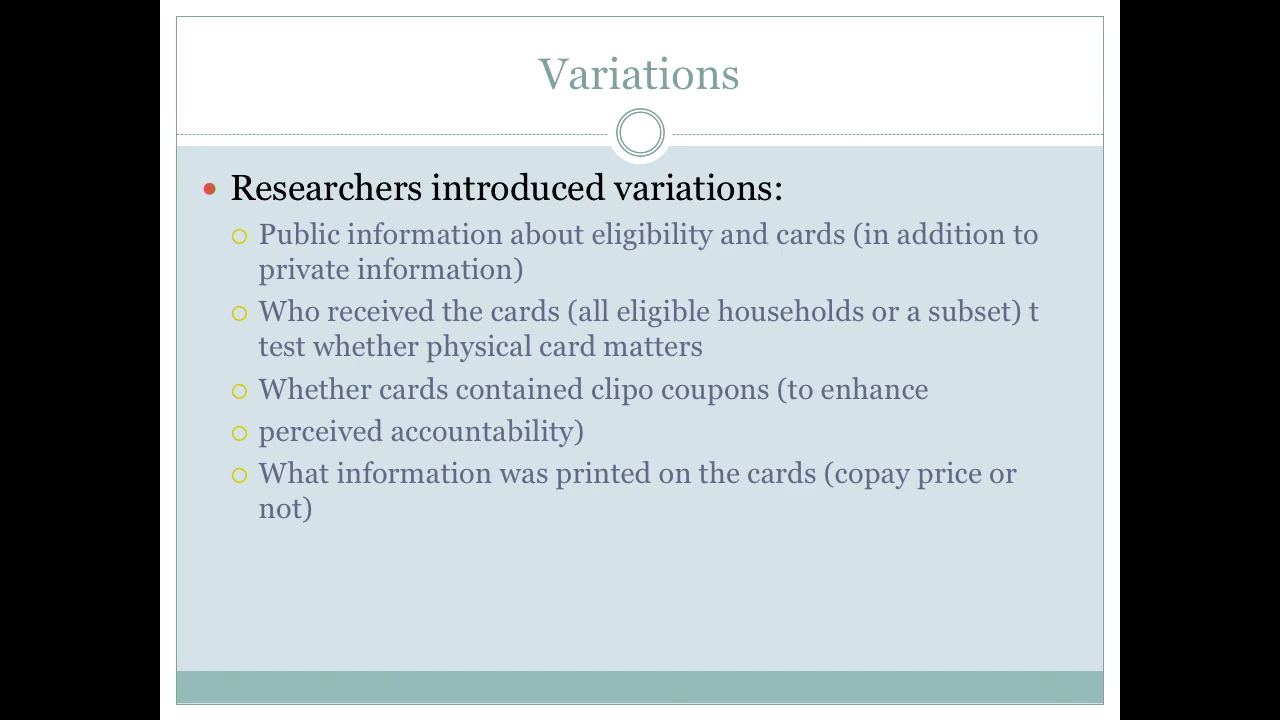 Variations
Researchers introduced variations:
Public information about eligibility and cards (in addition to
private information)
Who received the cards (all eligible households or a subset) t
test whether physical card matters
Whether cards contained clipo coupons (to enhance
perceived accountability)
What information was printed on the cards (copay price or
not)